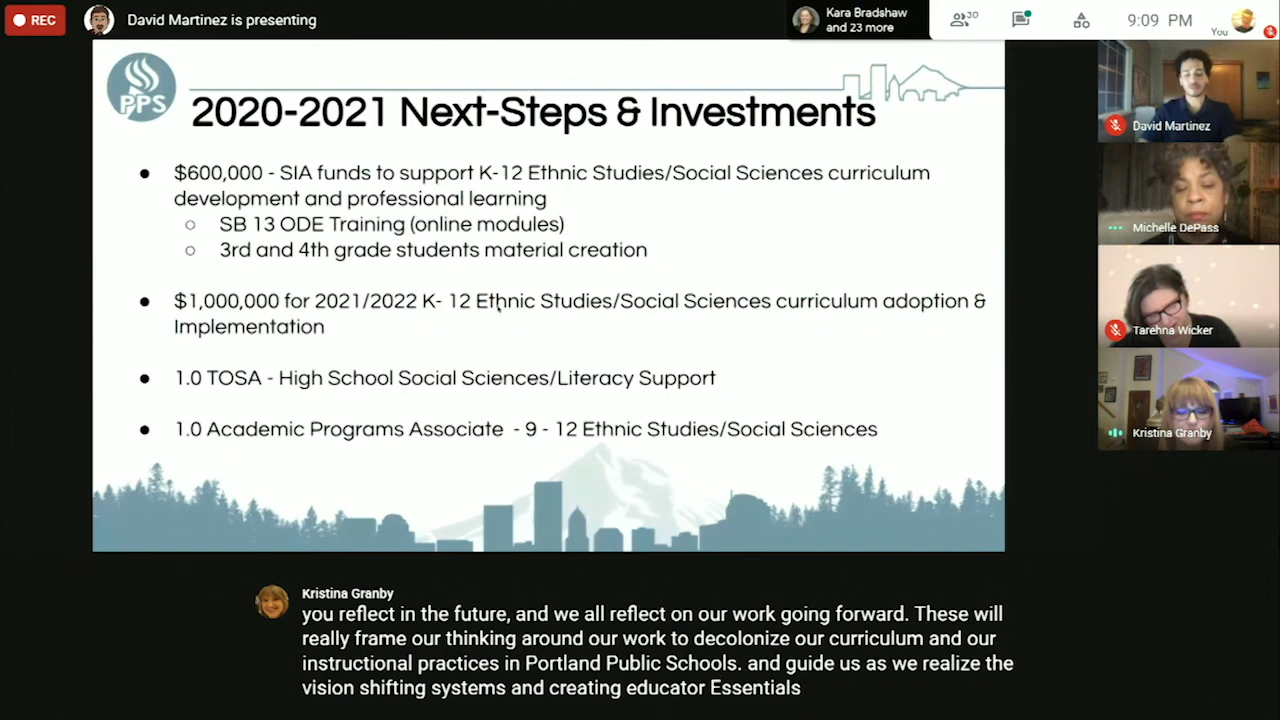 REC
David Martinez is presenting
Kara Bradshaw
and 23 more
30
9:09 PM
You
PPS
2020-2021 Next-Steps & Investments
● $600,000 - SIA funds to support K-12 Ethnic Studies/Social Sciences curriculum
development and professional learning
○ SB 13 ODE Training (online modules)
○ 3rd and 4th grade students material creation
● $1,000,000 for 2021/2022 K- 12 Ethnic Studies/Social Sciences curriculum adoption &
Implementation
● 1.0 TOSA - High School Social Sciences/Literacy Support
● 1.0 Academic Programs Associate - 9 - 12 Ethnic Studies/Social Sciences
David Martinez
Michelle DePass
Tarehna Wicker
Kristina Granby
Kristina Granby
you reflect in the future, and we all reflect on our work going forward. These will
really frame our thinking around our work to decolonize our curriculum and our
instructional practices in Portland Public Schools. and guide us as we realize the
vision shifting systems and creating educator Essentials